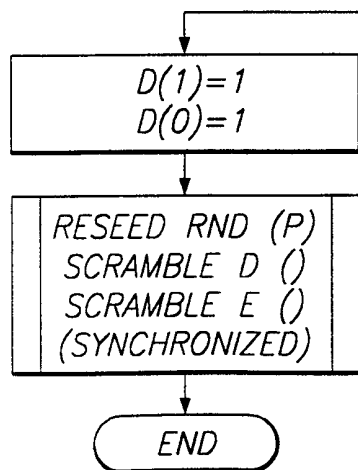 D(1)=1
D(0)=1
RESEED RND (P)
SCRAMBLE D ()
SCRAMBLE E ()
(SYNCHRONIZED)
END